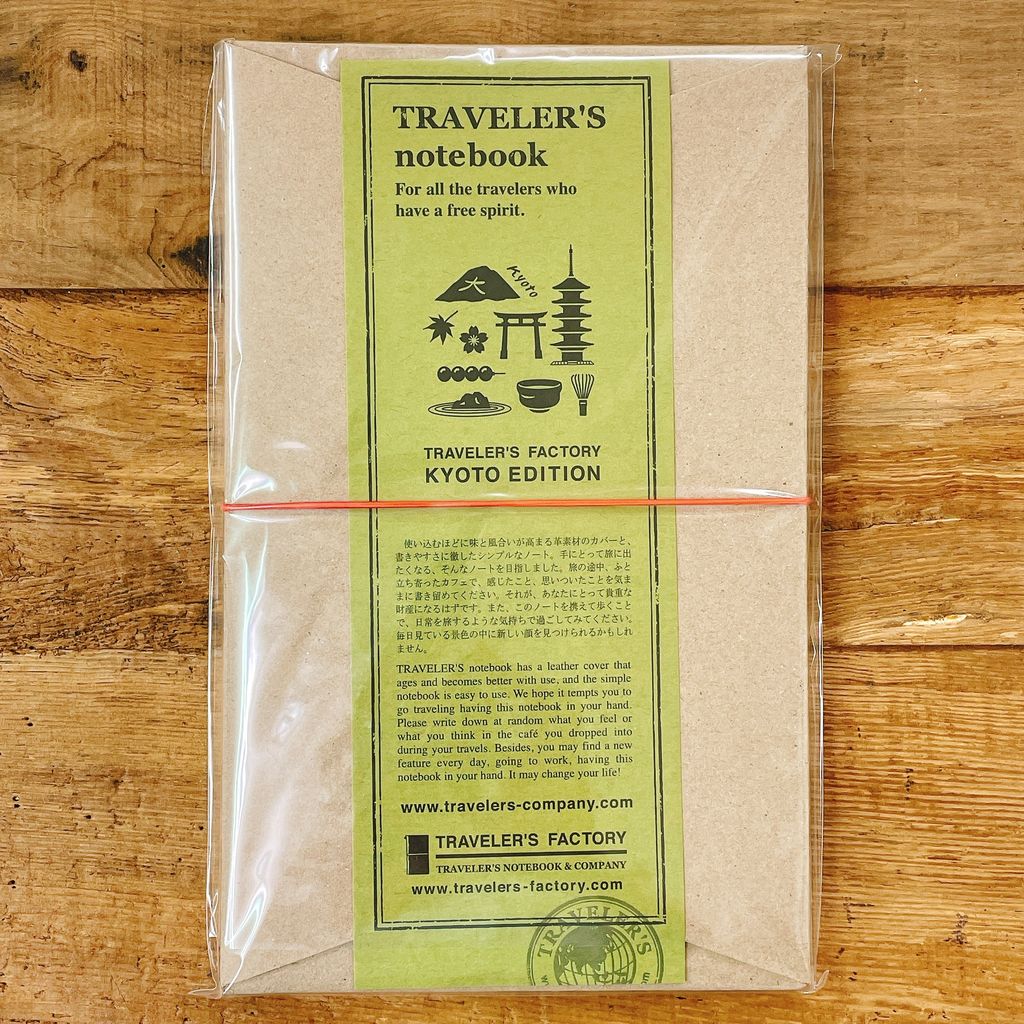 TRAVELER'S
notebook
For all the travelers who
have a free spirit.
Kyoto
大
TRAVELER'S FACTORY
KYOTO EDITION
使い込むほどに味と風合いが高まる革素材のカバーと、
書きやすさに徹したシンプルなノート。手にとって旅に出
たくなる、そんなノートを目指しました。旅の途中、ふと
立ち寄ったカフェで、感じたこと、思いついたことを気ま
まに書き留めてください。それが、あなたにとって貴重な
財産になるはずです。また、このノートを携えて歩くこと
で、日常を旅するような気持ちで過ごしてみてください。
毎日見ている景色の中に新しい顔を見つけられるかもしれ
ません。
TRAVELER'S notebook has a leather cover that
ages and becomes better with use, and the simple
notebook is easy to use. We hope it tempts you to
go traveling having this notebook in your hand.
Please write down at random what you feel or
what you think in the café you dropped into
during your travels. Besides, you may find a new
feature every day, going to work, having this
notebook in your hand. It may change your life!
www.travelers-company.com
TRAVELER'S FACTORY
TRAVELER'S NOTEBOOK & COMPANY
www.travelers-factory.com
TRAVELER'S